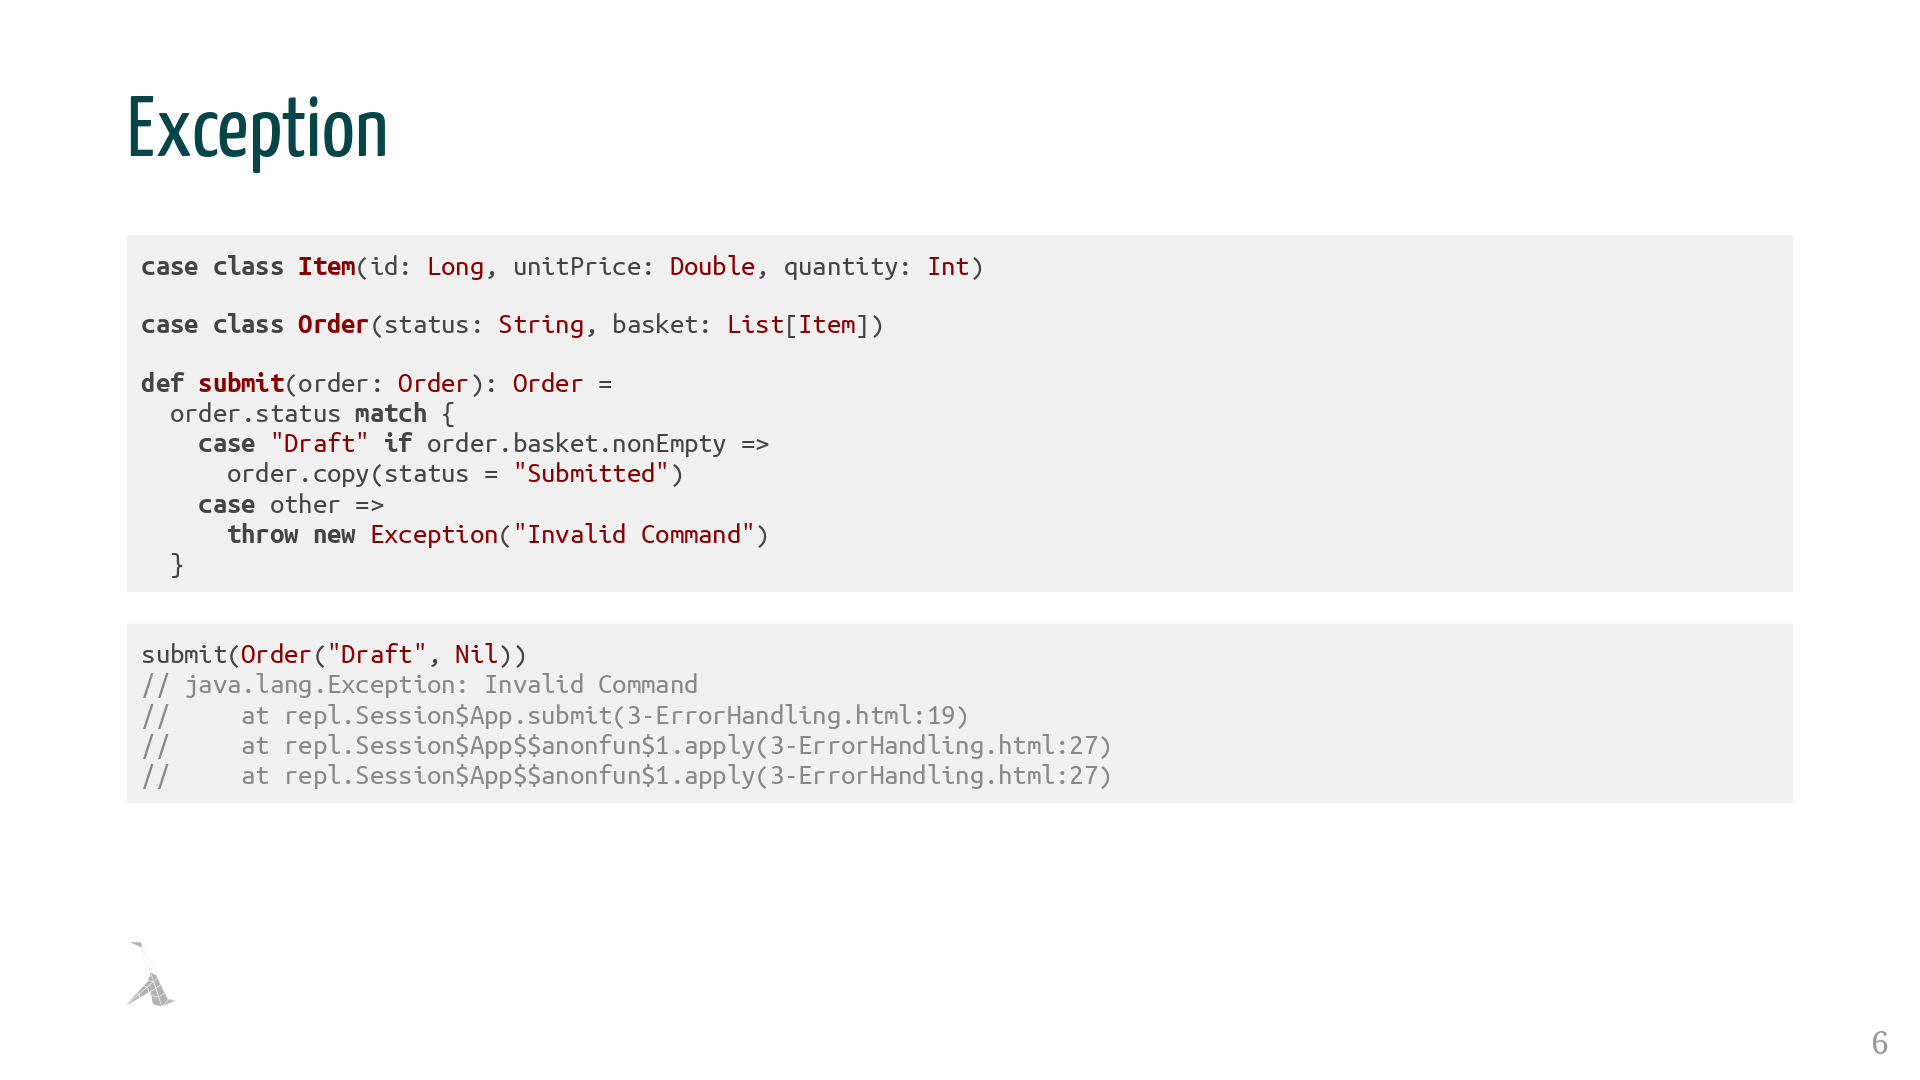 Exception
case class Item(id: Long, unitPrice: Double, quantity: Int)
case class Order(status: String, basket: List[Item])
def submit(order: Order): Order =
  order.status match {
    case "Draft" if order.basket.nonEmpty =>
      order.copy(status = "Submitted")
    case other =>
      throw new Exception("Invalid Command")
  }
submit(Order("Draft", Nil))
// java.lang.Exception: Invalid Command
//     at repl.Session$App.submit(3-ErrorHandling.html:19)
//     at repl.Session$App$$anonfun$1.apply(3-ErrorHandling.html:27)
//     at repl.Session$App$$anonfun$1.apply(3-ErrorHandling.html:27)
6